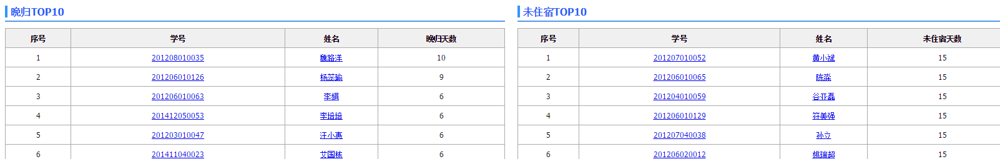 晚归TOP10
序号 学号 姓名 晚归天数
1 201208010035 魏路洋 10
2 201206010126 杨蕊瑜 9
3 201206010063 李娟 6
4 201412050053 李培培 6
5 201203010047 汪小惠 6
6 201411040023 艾国栋 6
未住宿TOP10
序号 学号 姓名 未住宿天数
1 201207010052 黄小斌 15
2 201206010065 陈淼 15
3 201204010059 谷亚磊 15
4 201206010129 符美强 15
5 201207040038 孙立 15
6 201206020012 姚瑞超 15